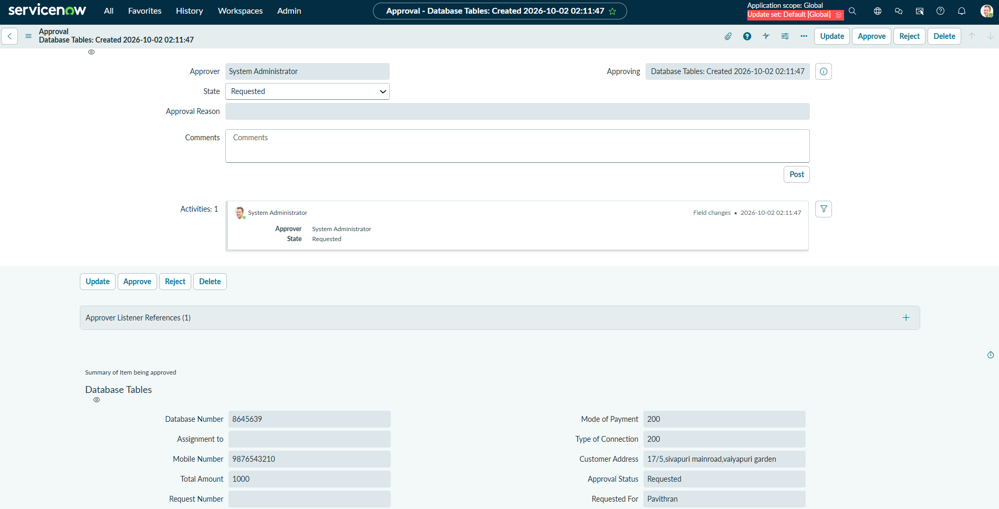 servicenow All Favorites History Workspaces Admin Approval - Database Tables: Created 2026-10-02 02:11:47 Application scope: Global
Update set: Default [Global]
Approval
Database Tables: Created 2026-10-02 02:11:47
Update Approve Reject Delete
Approver System Administrator Approving Database Tables: Created 2026-10-02 02:11:47
State Requested
Approval Reason
Comments Comments
Post
Activities: 1 System Administrator Field changes • 2026-10-02 02:11:47
Approver System Administrator
State Requested
Update Approve Reject Delete
Approver Listener References (1)
Summary of Item being approved
Database Tables
Database Number 8645639 Mode of Payment 200
Assignment to Type of Connection 200
Mobile Number 9876543210 Customer Address 17/5,sivapuri mainroad,vaiyapuri garden
Total Amount 1000 Approval Status Requested
Request Number Requested For Pavithran